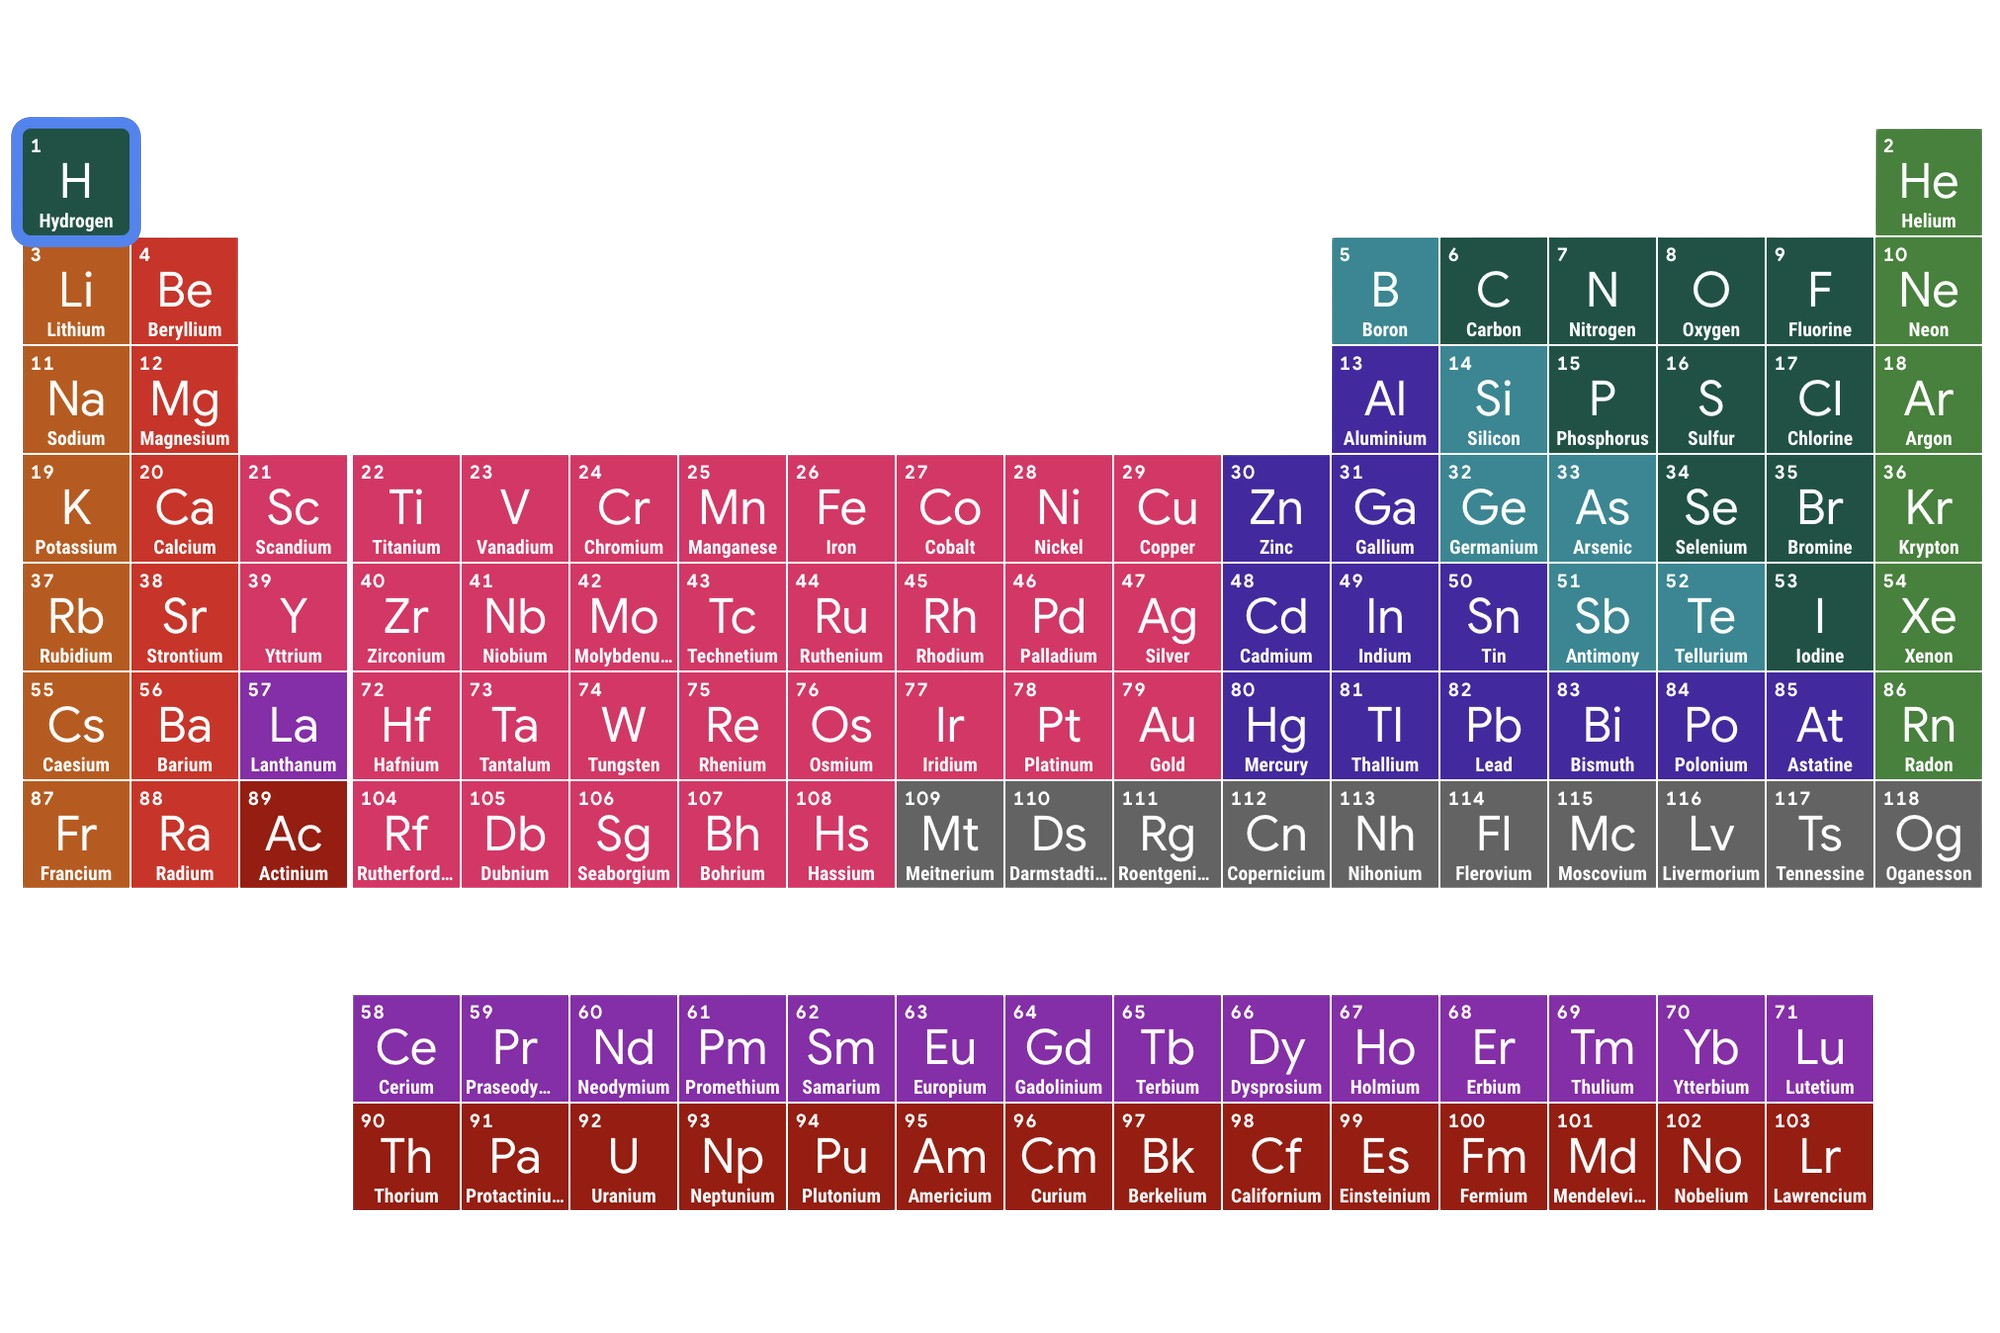 1 2
H He
Hydrogen Helium
3 4 5 6 7 8 9 10
Li Be B C N O F Ne
Lithium Beryllium Boron Carbon Nitrogen Oxygen Fluorine Neon
11 12 13 14 15 16 17 18
Na Mg Al Si P S Cl Ar
Sodium Magnesium Aluminium Silicon Phosphorus Sulfur Chlorine Argon
19 20 21 22 23 24 25 26 27 28 29 30 31 32 33 34 35 36
K Ca Sc Ti V Cr Mn Fe Co Ni Cu Zn Ga Ge As Se Br Kr
Potassium Calcium Scandium Titanium Vanadium Chromium Manganese Iron Cobalt Nickel Copper Zinc Gallium Germanium Arsenic Selenium Bromine Krypton
37 38 39 40 41 42 43 44 45 46 47 48 49 50 51 52 53 54
Rb Sr Y Zr Nb Mo Tc Ru Rh Pd Ag Cd In Sn Sb Te I Xe
Rubidium Strontium Yttrium Zirconium Niobium Molybdenu... Technetium Ruthenium Rhodium Palladium Silver Cadmium Indium Tin Antimony Tellurium Iodine Xenon
55 56 57 72 73 74 75 76 77 78 79 80 81 82 83 84 85 86
Cs Ba La Hf Ta W Re Os Ir Pt Au Hg Tl Pb Bi Po At Rn
Caesium Barium Lanthanum Hafnium Tantalum Tungsten Rhenium Osmium Iridium Platinum Gold Mercury Thallium Lead Bismuth Polonium Astatine Radon
87 88 89 104 105 106 107 108 109 110 111 112 113 114 115 116 117 118
Fr Ra Ac Rf Db Sg Bh Hs Mt Ds Rg Cn Nh Fl Mc Lv Ts Og
Francium Radium Actinium Rutherford... Dubnium Seaborgium Bohrium Hassium Meitnerium Darmstadti... Roentgeni... Copernicium Nihonium Flerovium Moscovium Livermorium Tennessine Oganesson
58 59 60 61 62 63 64 65 66 67 68 69 70 71
Ce Pr Nd Pm Sm Eu Gd Tb Dy Ho Er Tm Yb Lu
Cerium Praseody... Neodymium Promethium Samarium Europium Gadolinium Terbium Dysprosium Holmium Erbium Thulium Ytterbium Lutetium
90 91 92 93 94 95 96 97 98 99 100 101 102 103
Th Pa U Np Pu Am Cm Bk Cf Es Fm Md No Lr
Thorium Protactiniu... Uranium Neptunium Plutonium Americium Curium Berkelium Californium Einsteinium Fermium Mendelevi... Nobelium Lawrencium